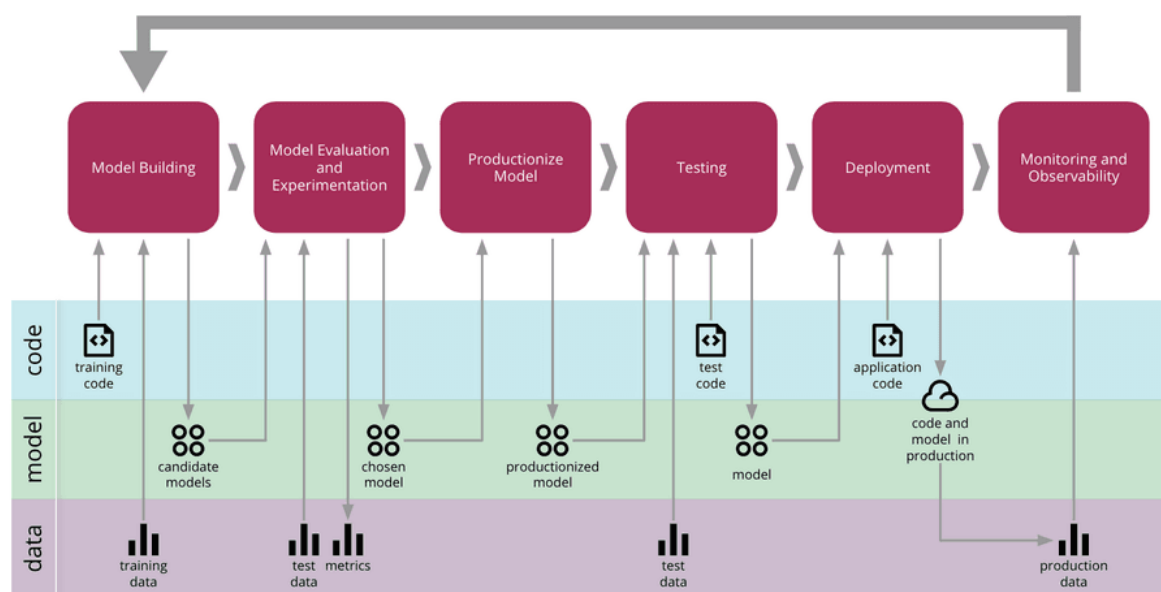 Model Building
Model Evaluation
and
Experimentation
Productionize
Model
Testing
Deployment
Monitoring and
Observability
code
training
code
test
code
application
code
model
candidate
models
chosen
model
productionized
model
model
code and
model in
production
data
training
data
test
data
metrics
test
data
production
data